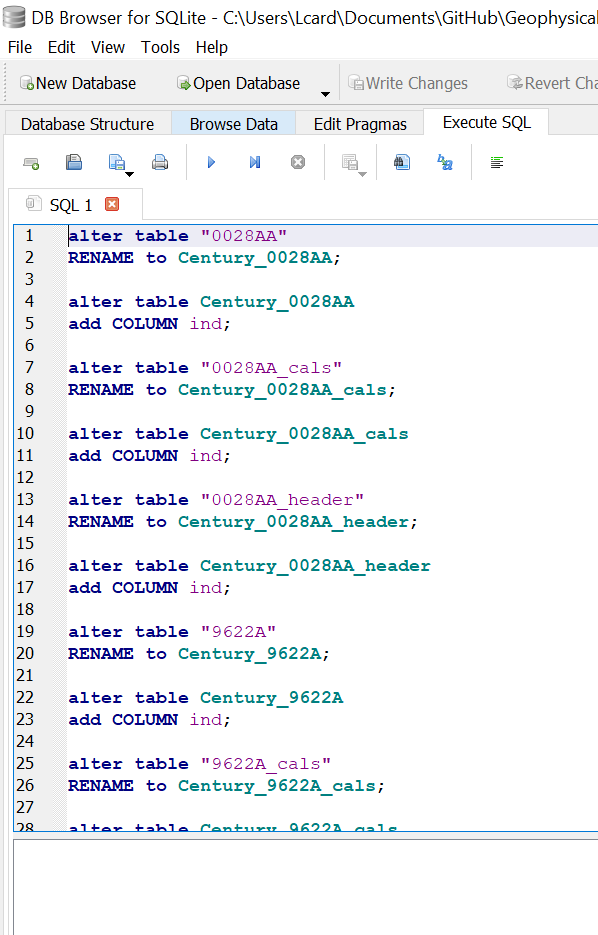 DB Browser for SQLite - C:\Users\Lcard\Documents\GitHub\Geophysical
File Edit View Tools Help
New Database Open Database Write Changes Revert Cha
Database Structure Browse Data Edit Pragmas Execute SQL
SQL 1
1 alter table "0028AA"
2 RENAME to Century_0028AA;
3
4 alter table Century_0028AA
5 add COLUMN ind;
6
7 alter table "0028AA_cals"
8 RENAME to Century_0028AA_cals;
9
10 alter table Century_0028AA_cals
11 add COLUMN ind;
12
13 alter table "0028AA_header"
14 RENAME to Century_0028AA_header;
15
16 alter table Century_0028AA_header
17 add COLUMN ind;
18
19 alter table "9622A"
20 RENAME to Century_9622A;
21
22 alter table Century_9622A
23 add COLUMN ind;
24
25 alter table "9622A_cals"
26 RENAME to Century_9622A_cals;
27
28 alter table Century_9622A_cals